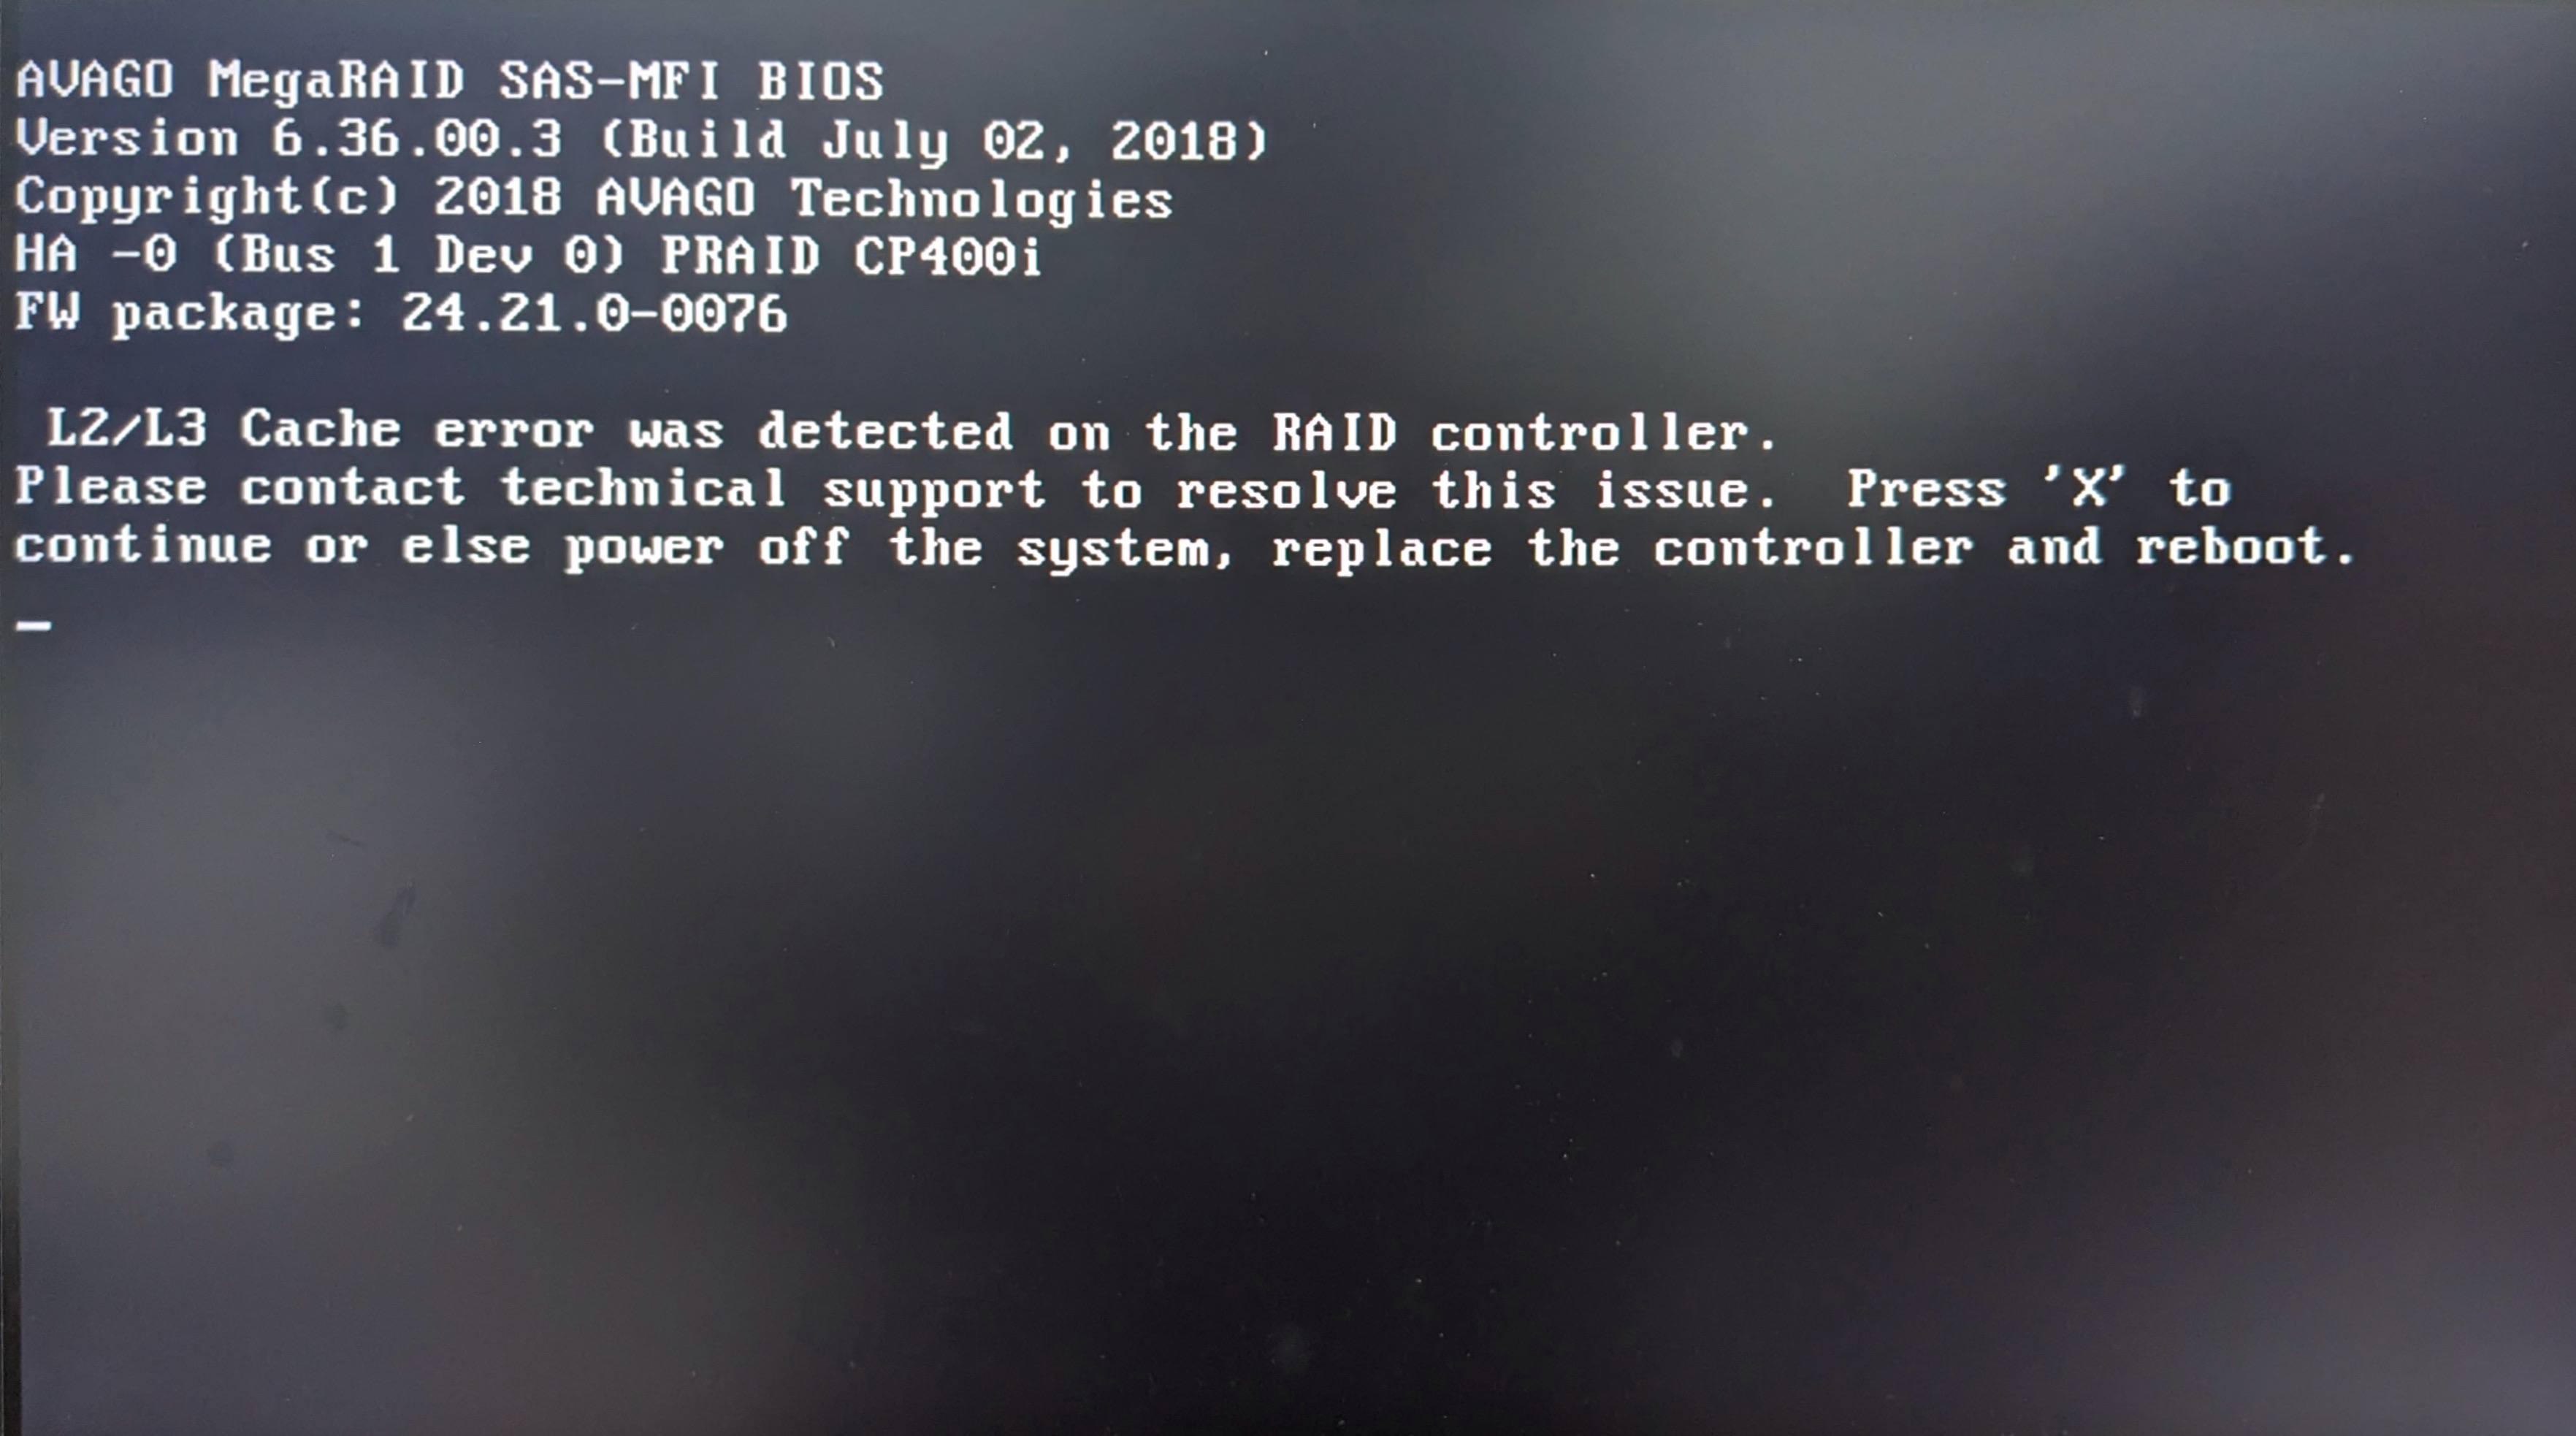 AVAGO MegaRAID SAS-MFI BIOS
Version 6.36.00.3 (Build July 02, 2018)
Copyright(c) 2018 AVAGO Technologies
HA -0 (Bus 1 Dev 0) PRAID CP400i
FW package: 24.21.0-0076
L2/L3 Cache error was detected on the RAID controller.
Please contact technical support to resolve this issue.  Press 'X' to
continue or else power off the system, replace the controller and reboot.
_